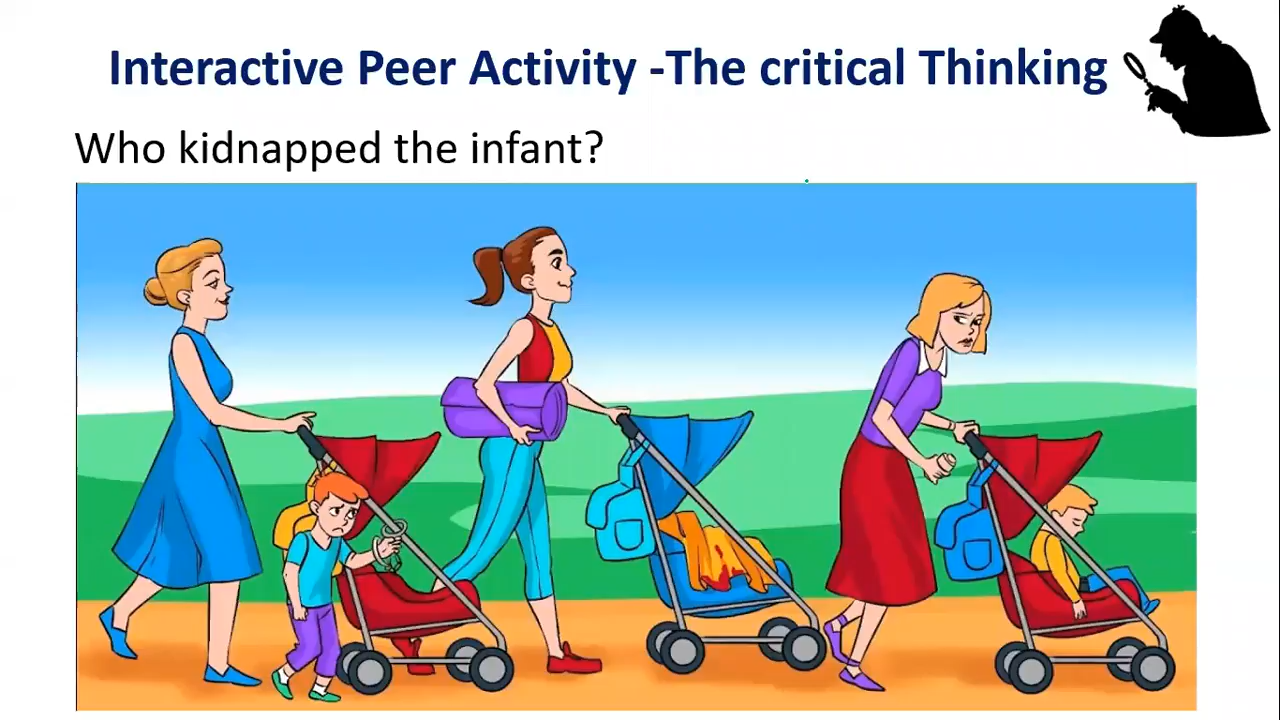 Interactive Peer Activity -The critical Thinking
Who kidnapped the infant?